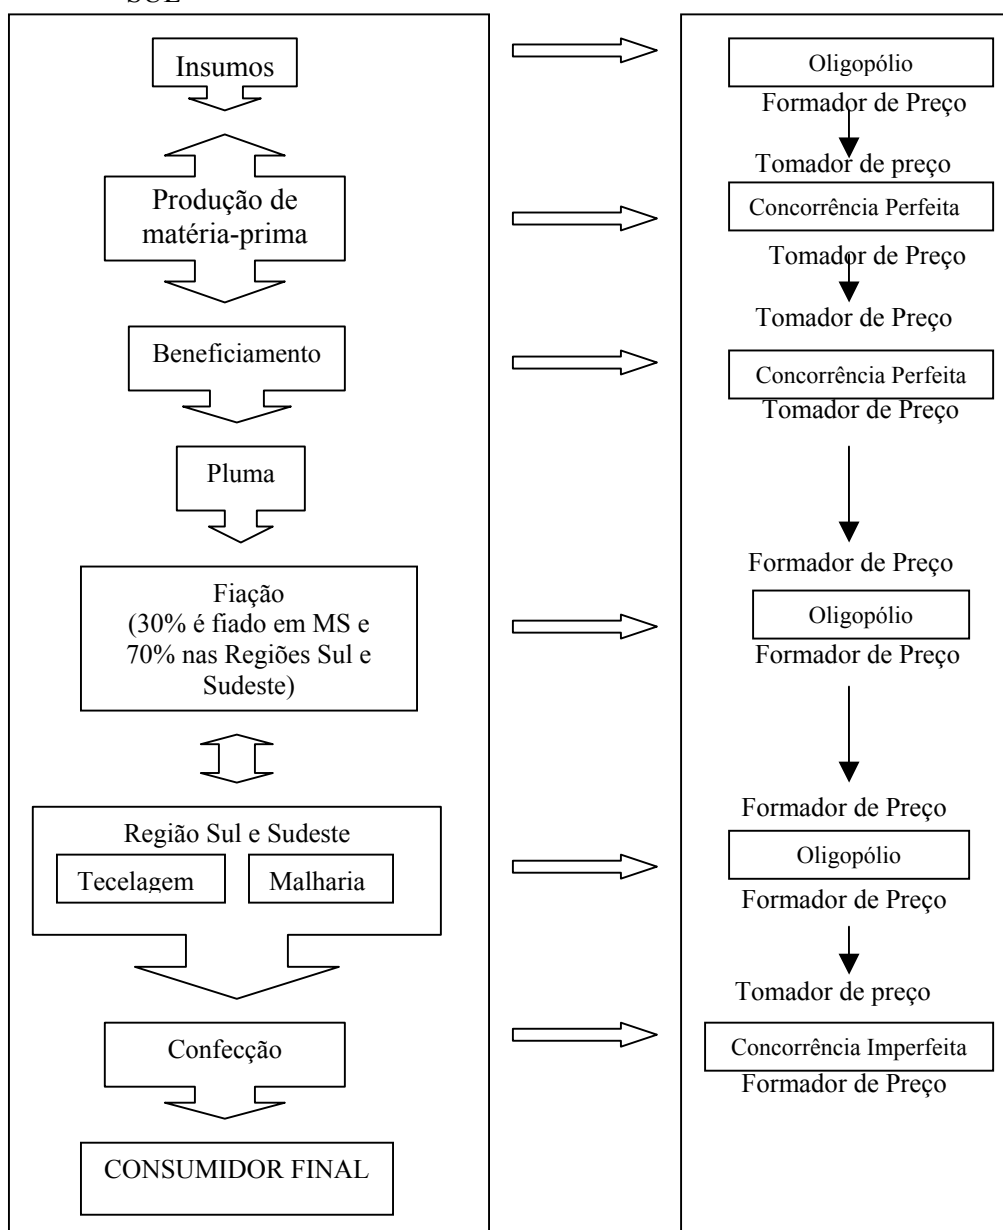 SUL
Insumos
Oligopólio
Formador de Preço
Tomador de preço
Produção de
matéria-prima
Concorrência Perfeita
Tomador de Preço
Tomador de Preço
Beneficiamento
Concorrência Perfeita
Tomador de Preço
Pluma
Formador de Preço
Fiação
(30% é fiado em MS e
70% nas Regiões Sul e
Sudeste)
Oligopólio
Formador de Preço
Formador de Preço
Região Sul e Sudeste
Tecelagem
Malharia
Oligopólio
Formador de Preço
Tomador de preço
Confecção
Concorrência Imperfeita
Formador de Preço
CONSUMIDOR FINAL